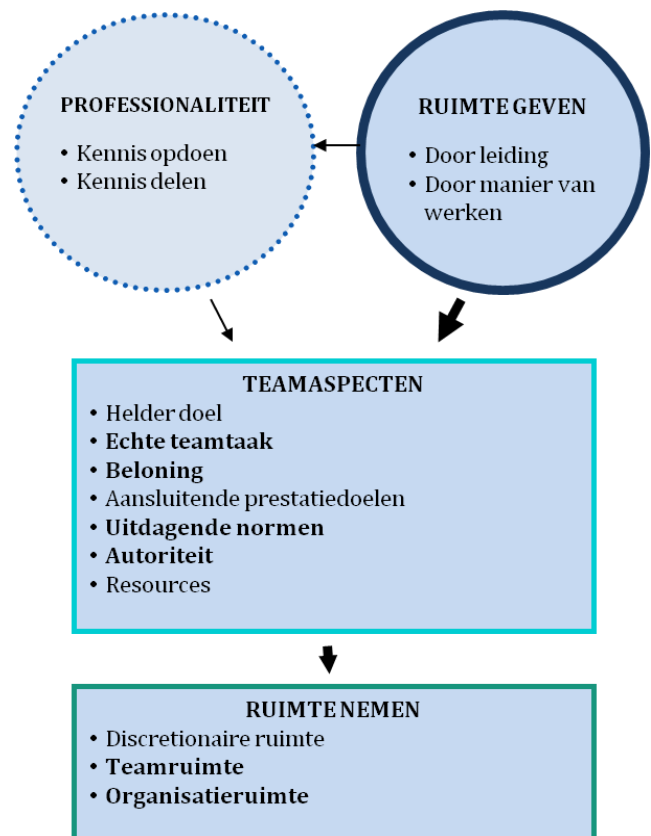 PROFESSIONALITEIT
• Kennis opdoen
• Kennis delen
RUIMTE GEVEN
• Door leiding
• Door manier van
werken
TEAMASPECTEN
• Helder doel
• Echte teamtaak
• Beloning
• Aansluitende prestatiedoelen
• Uitdagende normen
• Autoriteit
• Resources
RUIMTE NEMEN
• Discretionaire ruimte
• Teamruimte
• Organisatieruimte